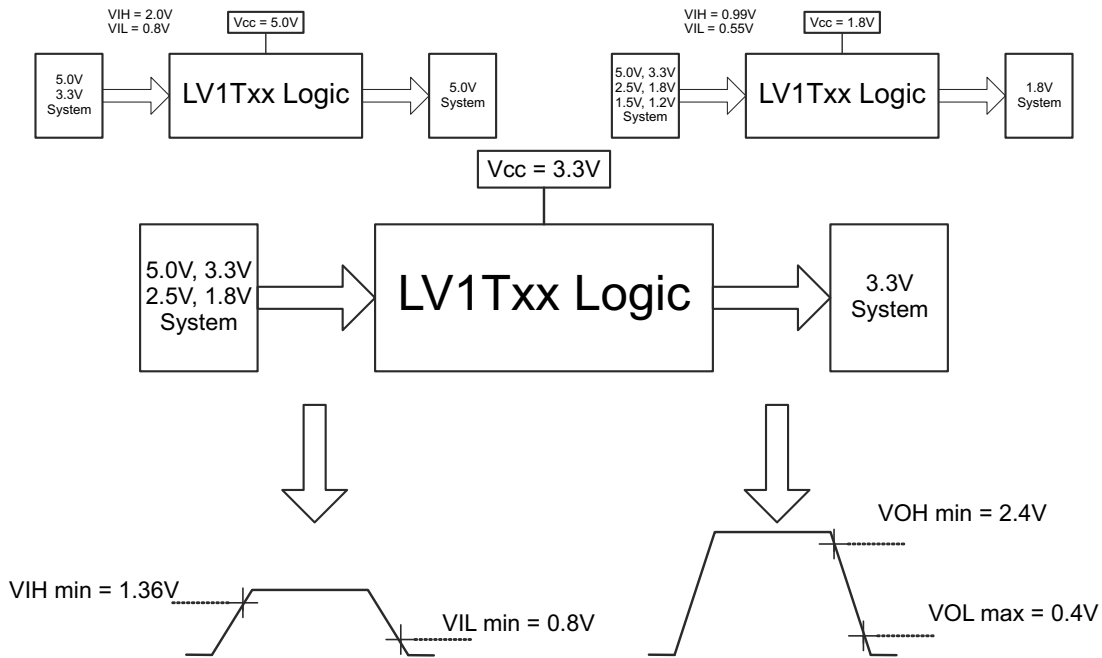 VIH = 2.0V
VIL = 0.8V
Vcc = 5.0V
5.0V
3.3V
System
LV1Txx Logic
5.0V
System
VIH = 0.99V
VIL = 0.55V
Vcc = 1.8V
5.0V, 3.3V
2.5V, 1.8V
1.5V, 1.2V
System
LV1Txx Logic
1.8V
System
Vcc = 3.3V
5.0V, 3.3V
2.5V, 1.8V
System
LV1Txx Logic
3.3V
System
VIH min = 1.36V
VIL min = 0.8V
VOH min = 2.4V
VOL max = 0.4V